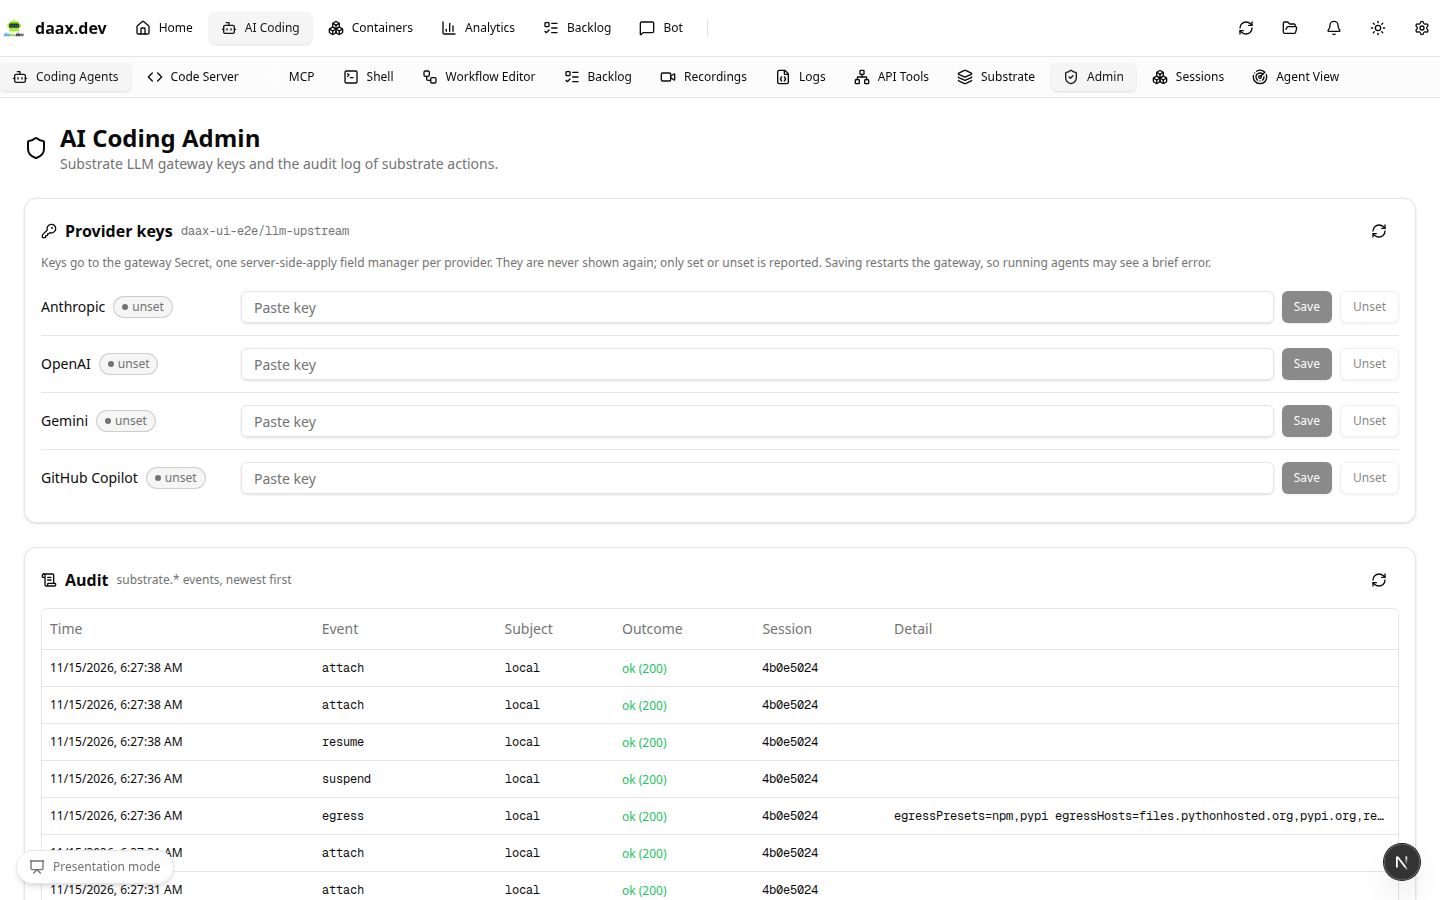 daax.dev Home AI Coding Containers Analytics Backlog Bot
Coding Agents Code Server MCP Shell Workflow Editor Backlog Recordings Logs API Tools Substrate Admin Sessions Agent View
AI Coding Admin
Substrate LLM gateway keys and the audit log of substrate actions.
Provider keys daax-ui-e2e/llm-upstream
Keys go to the gateway Secret, one server-side-apply field manager per provider. They are never shown again; only set or unset is reported. Saving restarts the gateway, so running agents may see a brief error.
Anthropic unset Paste key Save Unset
OpenAI unset Paste key Save Unset
Gemini unset Paste key Save Unset
GitHub Copilot unset Paste key Save Unset
Audit substrate.* events, newest first
Time Event Subject Outcome Session Detail
11/15/2026, 6:27:38 AM attach local ok (200) 4b0e5024
11/15/2026, 6:27:38 AM attach local ok (200) 4b0e5024
11/15/2026, 6:27:38 AM resume local ok (200) 4b0e5024
11/15/2026, 6:27:36 AM suspend local ok (200) 4b0e5024
11/15/2026, 6:27:36 AM egress local ok (200) 4b0e5024 egressPresets=npm,pypi egressHosts=files.pythonhosted.org,pypi.org,re…
AM attach local ok (200) 4b0e5024
Presentation mode
11/15/2026, 6:27:31 AM attach local ok (200) 4b0e5024